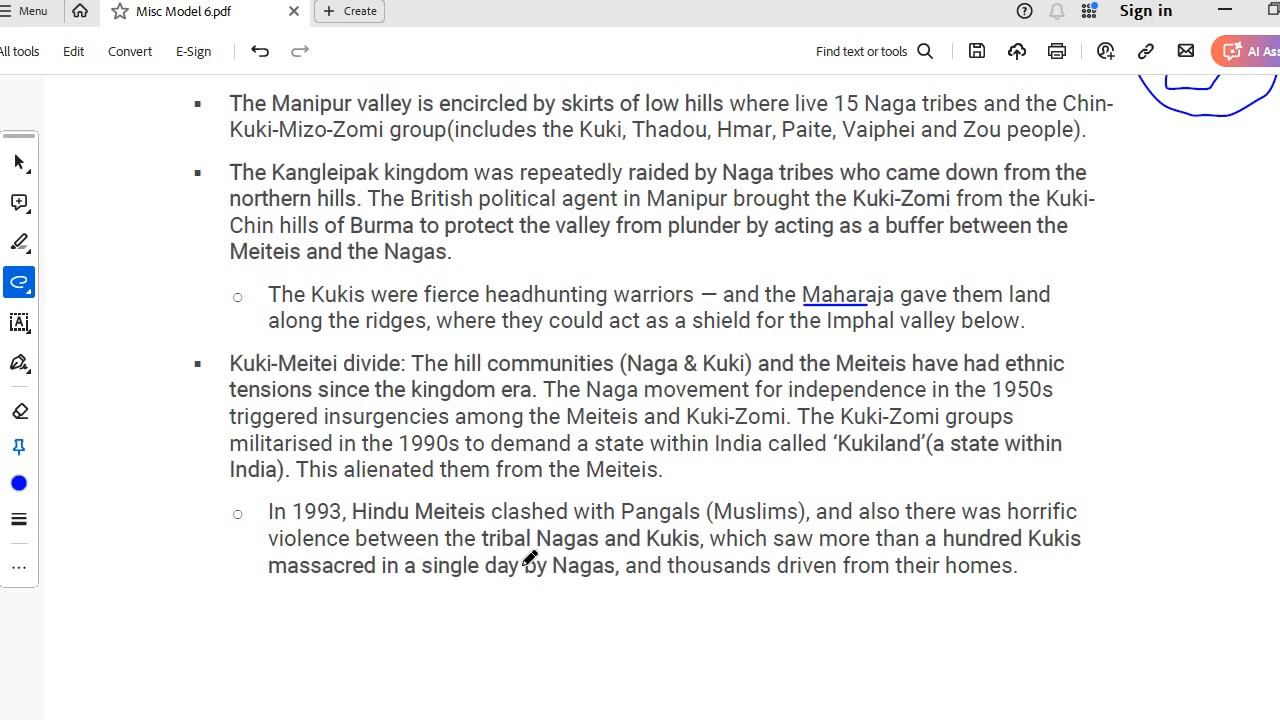 Menu
Misc Model 6.pdf
Create
Sign in
All tools
Edit
Convert
E-Sign
Find text or tools
AI Ass
The Manipur valley is encircled by skirts of low hills where live 15 Naga tribes and the Chin-
Kuki-Mizo-Zomi group(includes the Kuki, Thadou, Hmar, Paite, Vaiphei and Zou people).
The Kangleipak kingdom was repeatedly raided by Naga tribes who came down from the
northern hills. The British political agent in Manipur brought the Kuki-Zomi from the Kuki-
Chin hills of Burma to protect the valley from plunder by acting as a buffer between the
Meiteis and the Nagas.
The Kukis were fierce headhunting warriors — and the Maharaja gave them land
along the ridges, where they could act as a shield for the Imphal valley below.
Kuki-Meitei divide: The hill communities (Naga & Kuki) and the Meiteis have had ethnic
tensions since the kingdom era. The Naga movement for independence in the 1950s
triggered insurgencies among the Meiteis and Kuki-Zomi. The Kuki-Zomi groups
militarised in the 1990s to demand a state within India called ‘Kukiland’(a state within
India). This alienated them from the Meiteis.
In 1993, Hindu Meiteis clashed with Pangals (Muslims), and also there was horrific
violence between the tribal Nagas and Kukis, which saw more than a hundred Kukis
massacred in a single day by Nagas, and thousands driven from their homes.